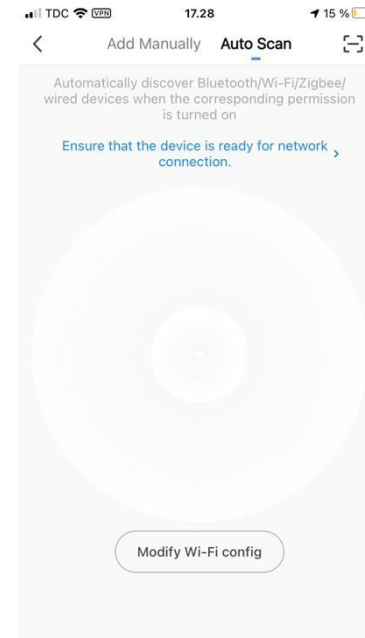 TDC VPN 17.28 15 %
Add Manually Auto Scan
Automatically discover Bluetooth/Wi-Fi/Zigbee/
wired devices when the corresponding permission
is turned on
Ensure that the device is ready for network
connection.
Modify Wi-Fi config